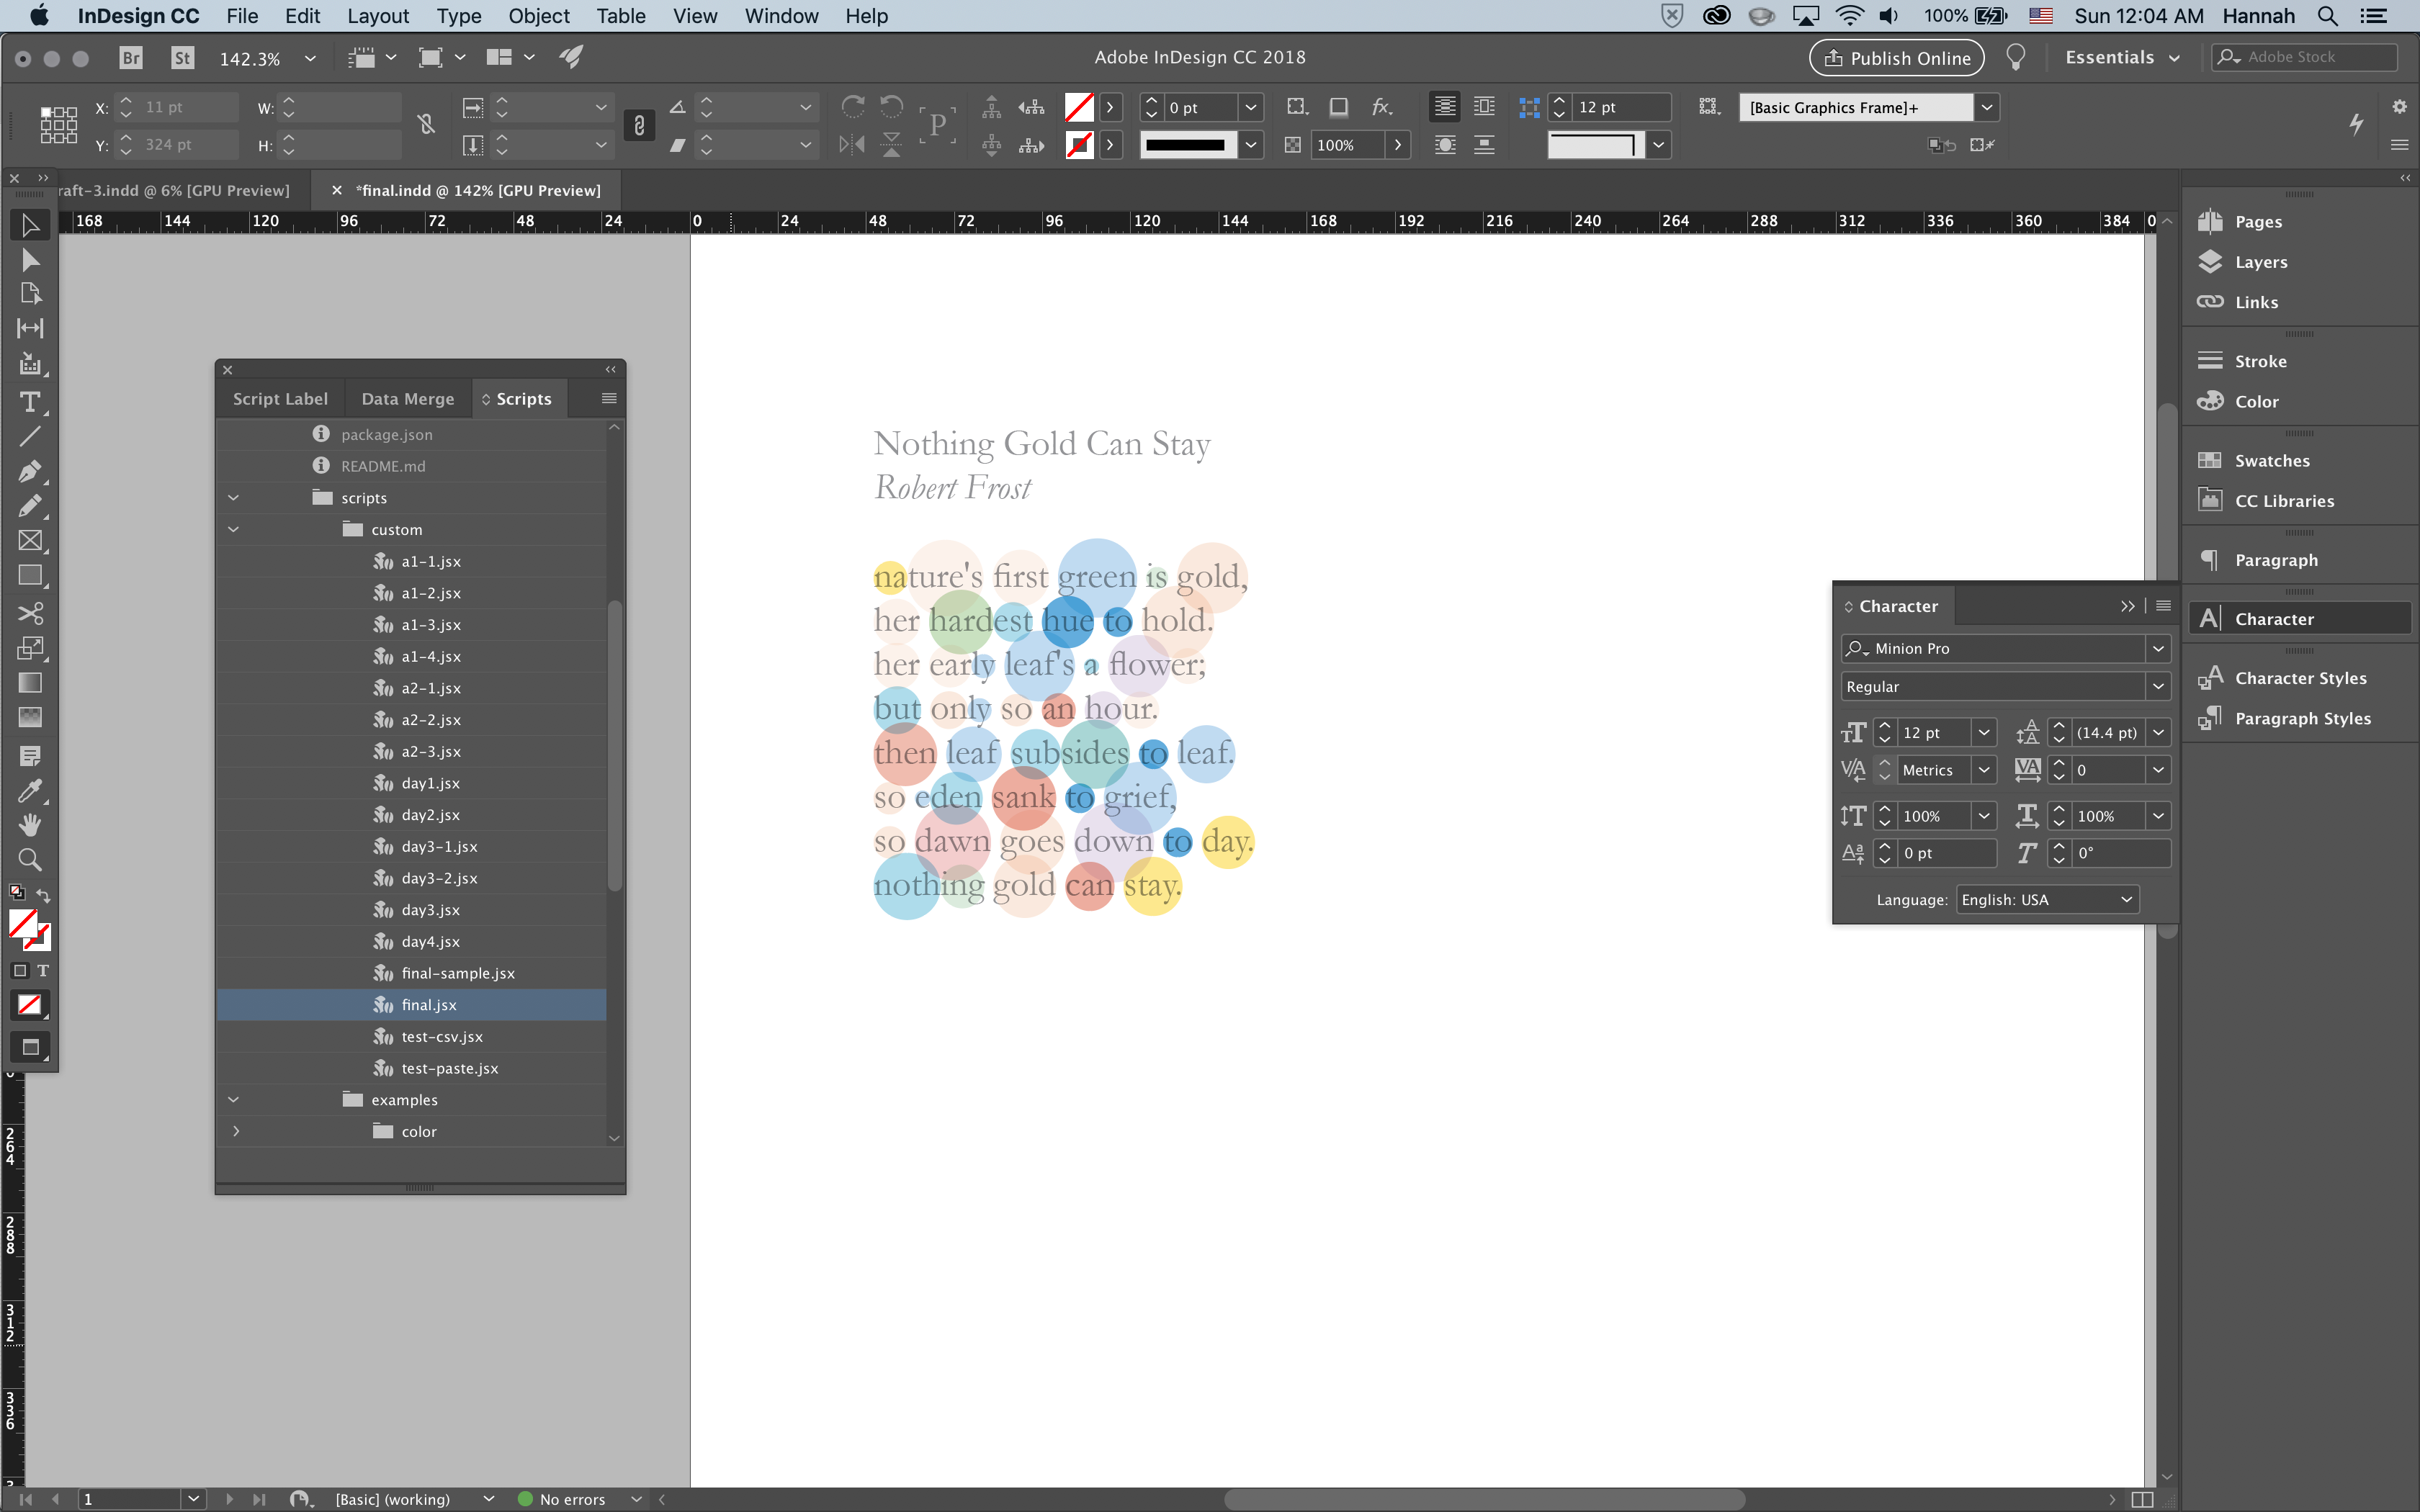 InDesign CC File Edit Layout Type Object Table View Window Help 100% Sun 12:04 AM Hannah
Br St 142.3% Adobe InDesign CC 2018 Publish Online Essentials Adobe Stock
X: 11 pt W: 0 pt fx. 12 pt [Basic Graphics Frame]+
Y: 324 pt H: P 100%
raft-3.indd @ 6% [GPU Preview] × *final.indd @ 142% [GPU Preview]
168 144 120 96 72 48 24 0 24 48 72 96 120 144 168 192 216 240 264 288 312 336 360 384 0
Script Label Data Merge Scripts
package.json
README.md
scripts
custom
a1-1.jsx
a1-2.jsx
a1-3.jsx
a1-4.jsx
a2-1.jsx
a2-2.jsx
a2-3.jsx
day1.jsx
day2.jsx
day3-1.jsx
day3-2.jsx
day3.jsx
day4.jsx
final-sample.jsx
final.jsx
test-csv.jsx
test-paste.jsx
examples
color
Nothing Gold Can Stay
Robert Frost
nature's first green is gold,
her hardest hue to hold.
her early leaf's a flower;
but only so an hour.
then leaf subsides to leaf.
so eden sank to grief,
so dawn goes down to day.
nothing gold can stay.
Character
Minion Pro
Regular
12 pt (14.4 pt)
Metrics 0
100% 100%
0 pt 0°
Language: English: USA
Pages
Layers
Links
Stroke
Color
Swatches
CC Libraries
Paragraph
Character
Character Styles
Paragraph Styles
264
288
312
336
1 [Basic] (working) No errors